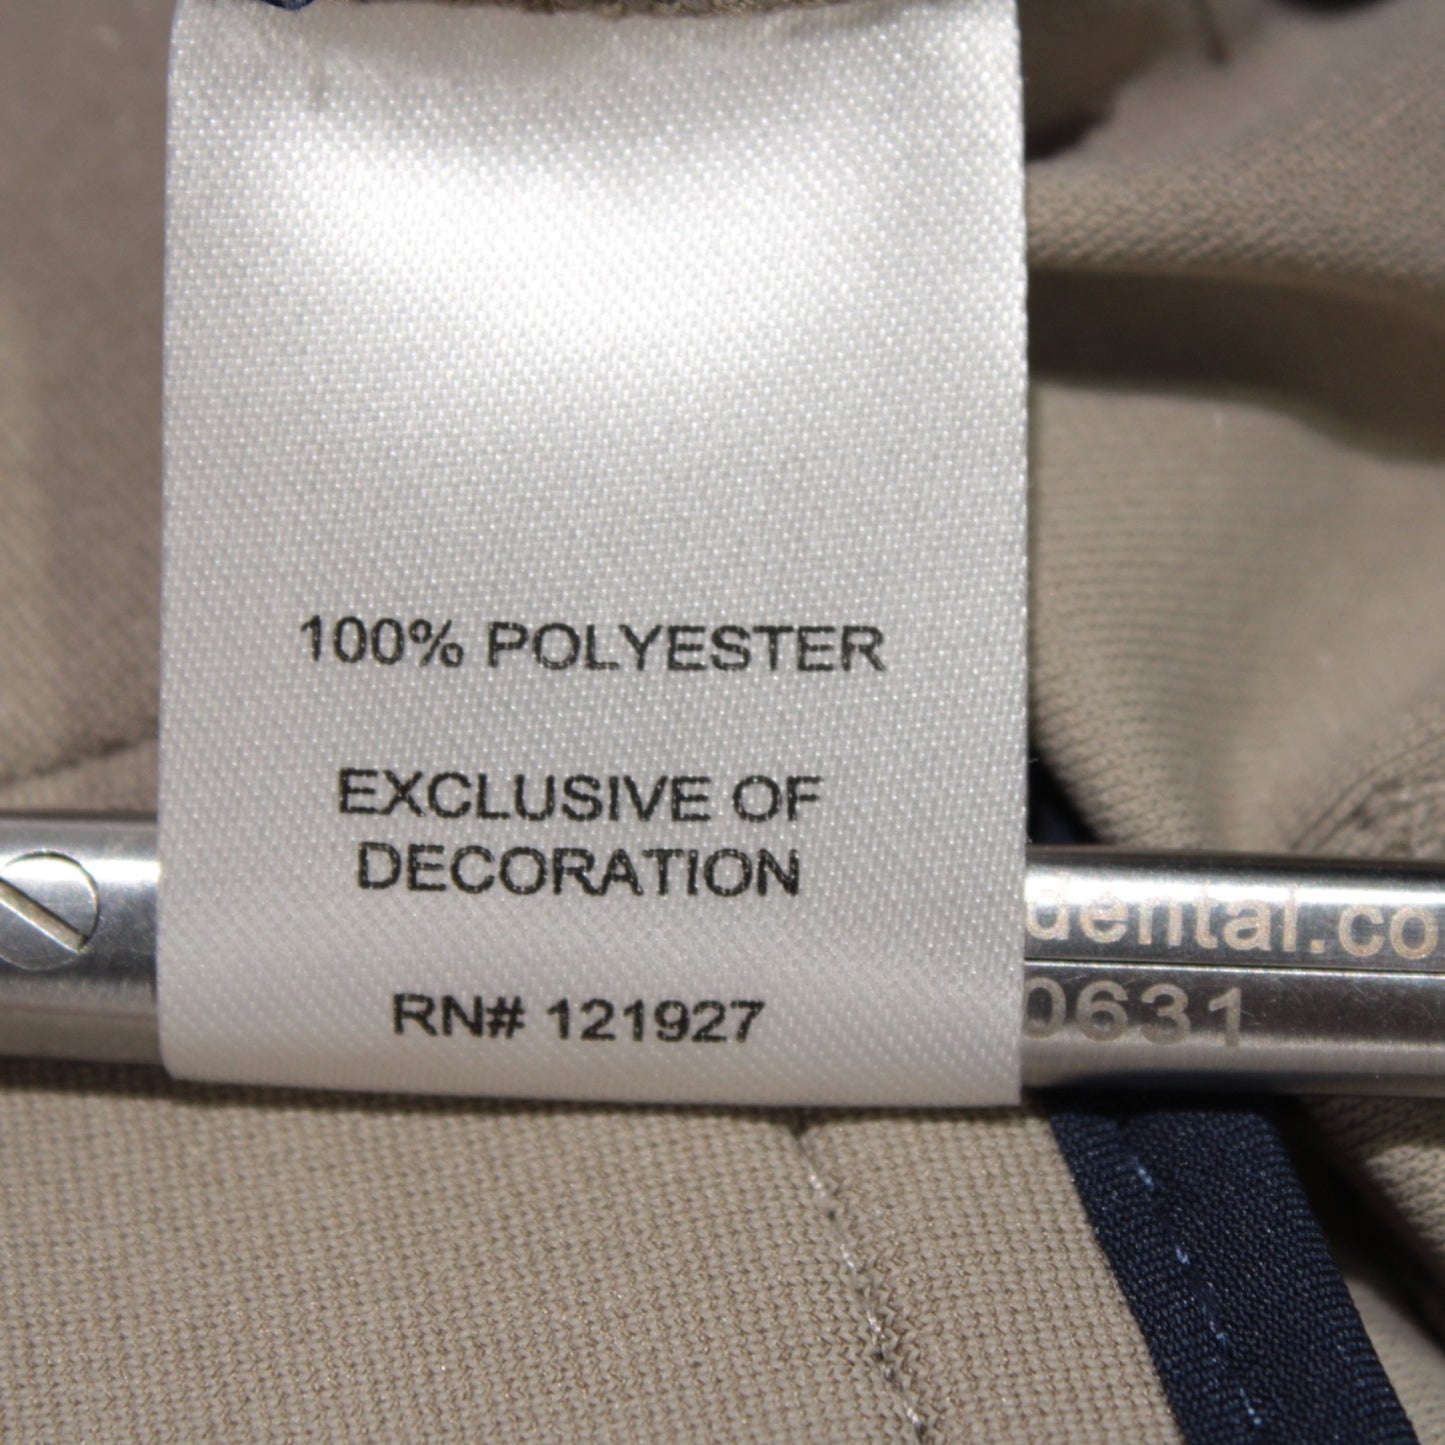 100% POLYESTER
EXCLUSIVE OF
DECORATION
RN# 121927
dental.co
0631